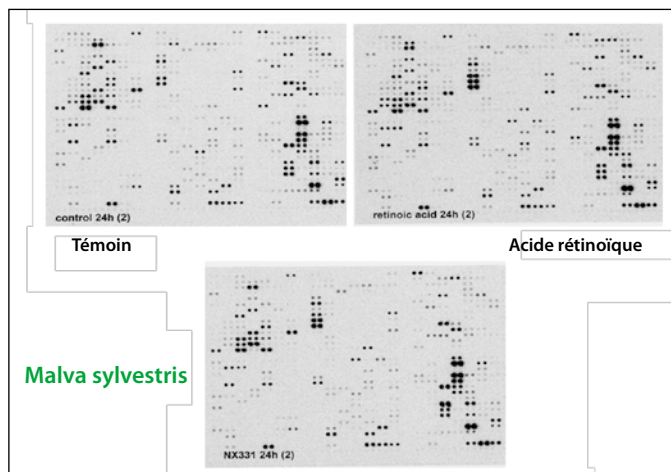 control 24h (2)
retinoic acid 24h (2)
Témoin
Acide rétinoïque
Malva sylvestris
NX331 24h (2)